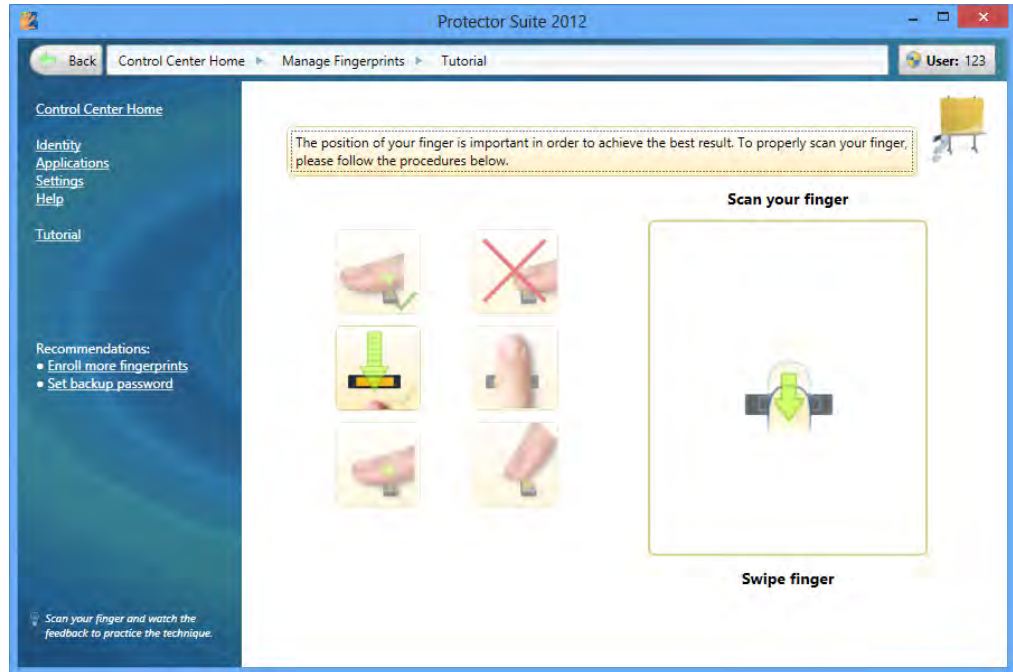 Protector Suite 2012
Back
Control Center Home
Manage Fingerprints
Tutorial
User: 123
Control Center Home
Identity
Applications
Settings
Help
Tutorial
Recommendations:
• Enroll more fingerprints
• Set backup password
Scan your finger and watch the
feedback to practice the technique.
The position of your finger is important in order to achieve the best result. To properly scan your finger,
please follow the procedures below.
Scan your finger
Swipe finger